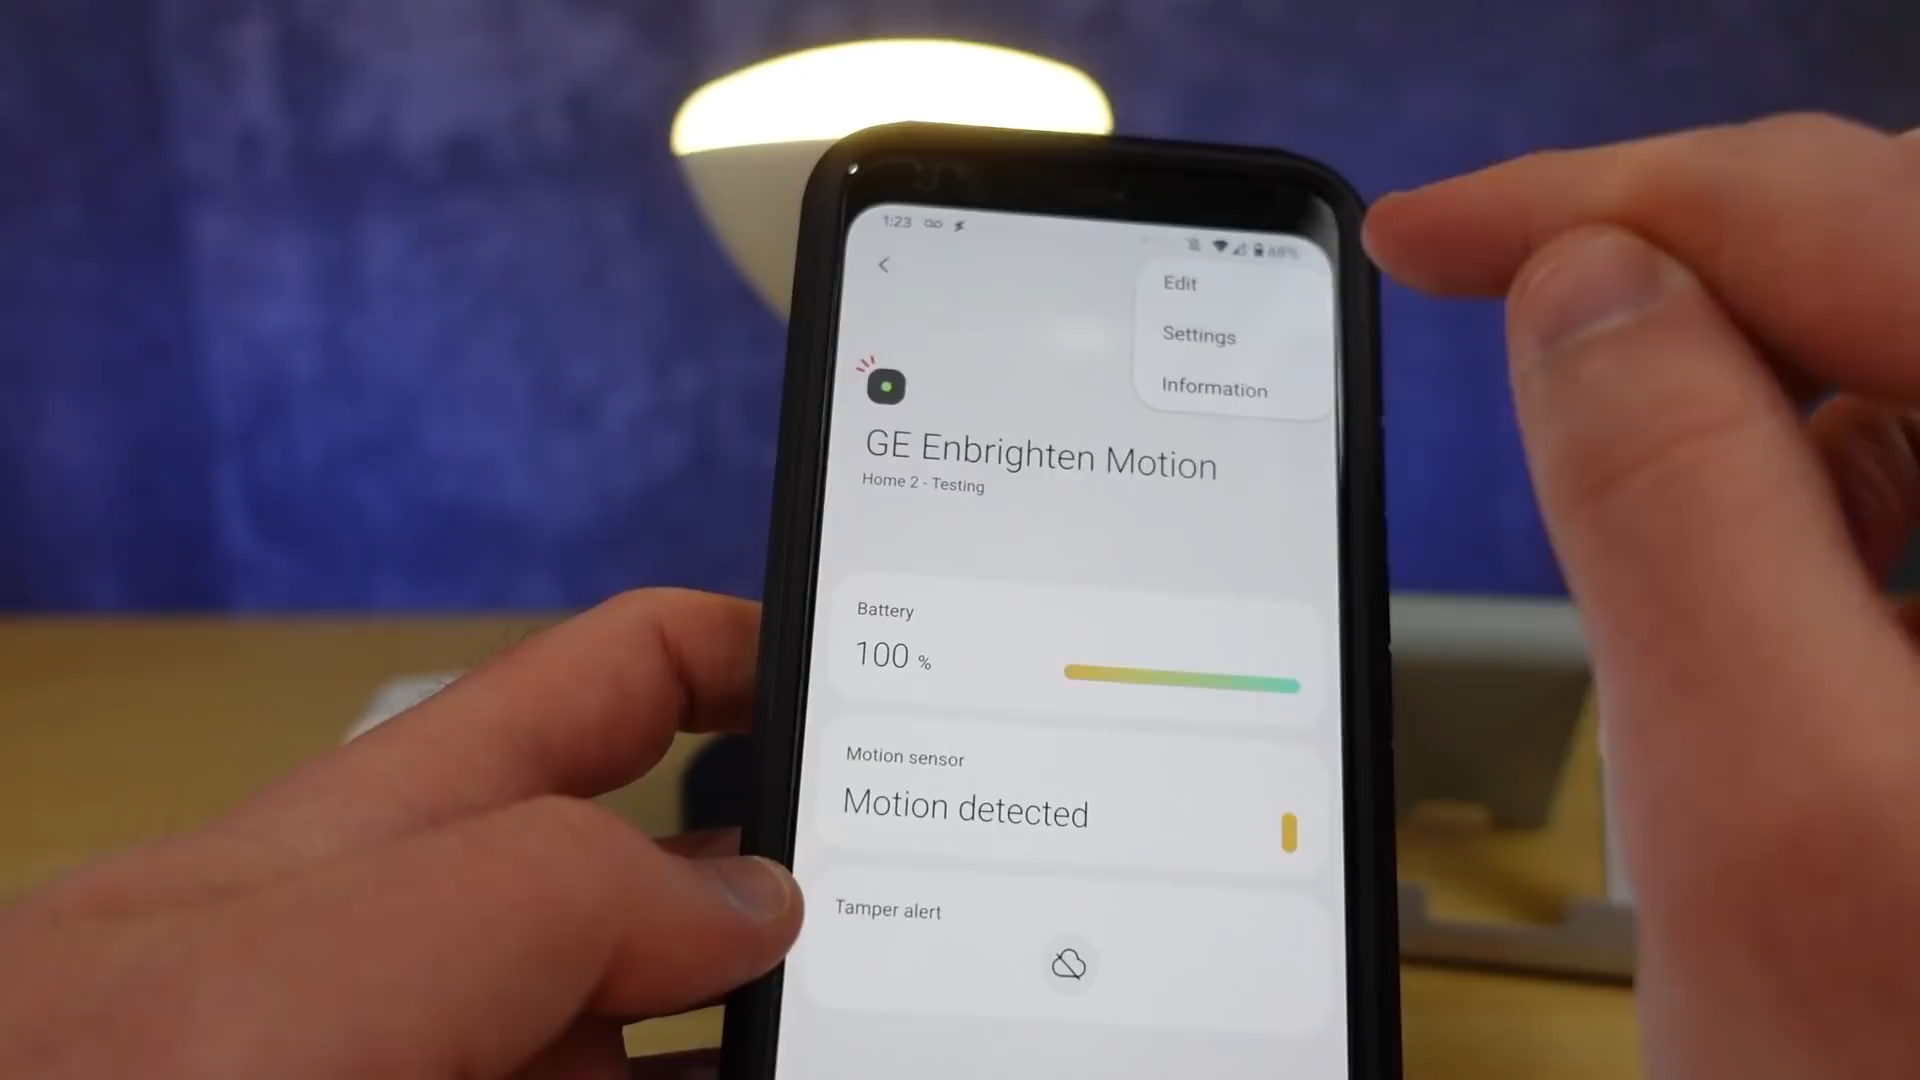 1:23
Edit
Settings
Information
GE Enbrighten Motion
Home 2 - Testing
Battery
100 %
Motion sensor
Motion detected
Tamper alert